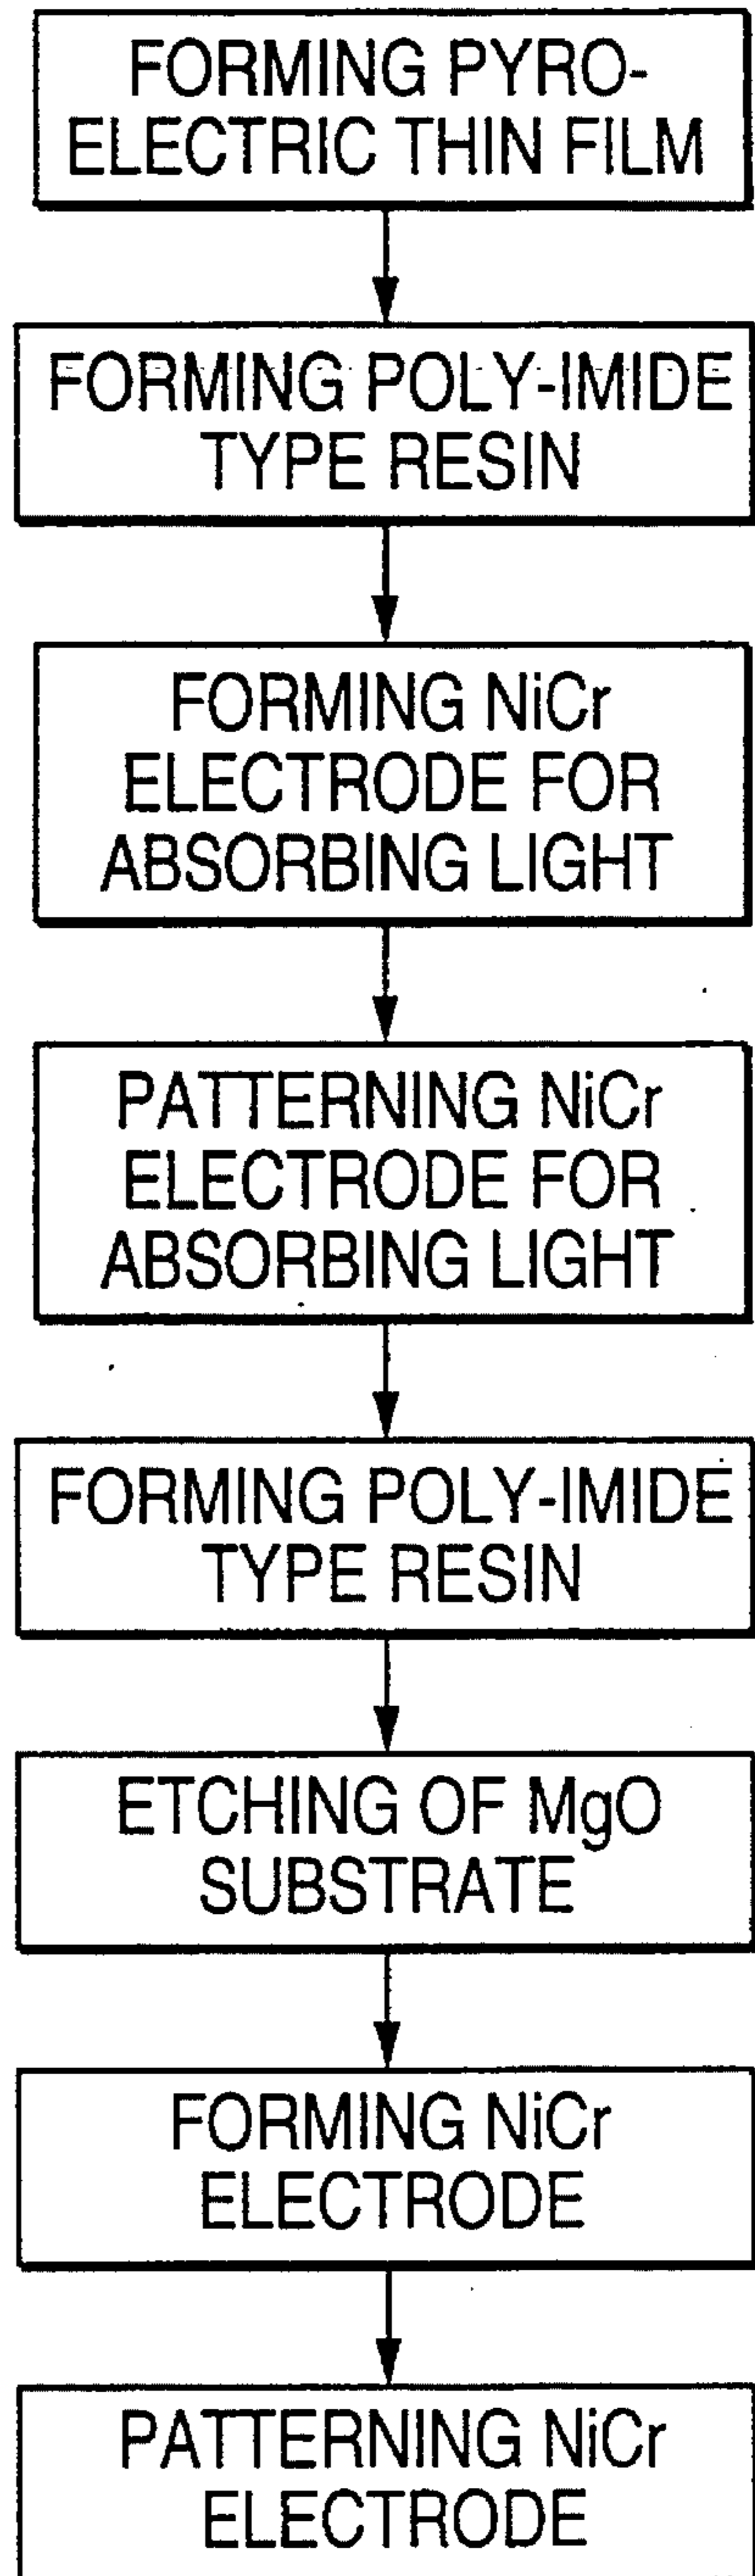 FORMING PYRO-
ELECTRIC THIN FILM
FORMING POLY-IMIDE
TYPE RESIN
FORMING NiCr
ELECTRODE FOR
ABSORBING LIGHT
PATTERNING NiCr
ELECTRODE FOR
ABSORBING LIGHT
FORMING POLY-IMIDE
TYPE RESIN
ETCHING OF MgO
SUBSTRATE
FORMING NiCr
ELECTRODE
PATTERNING NiCr
ELECTRODE